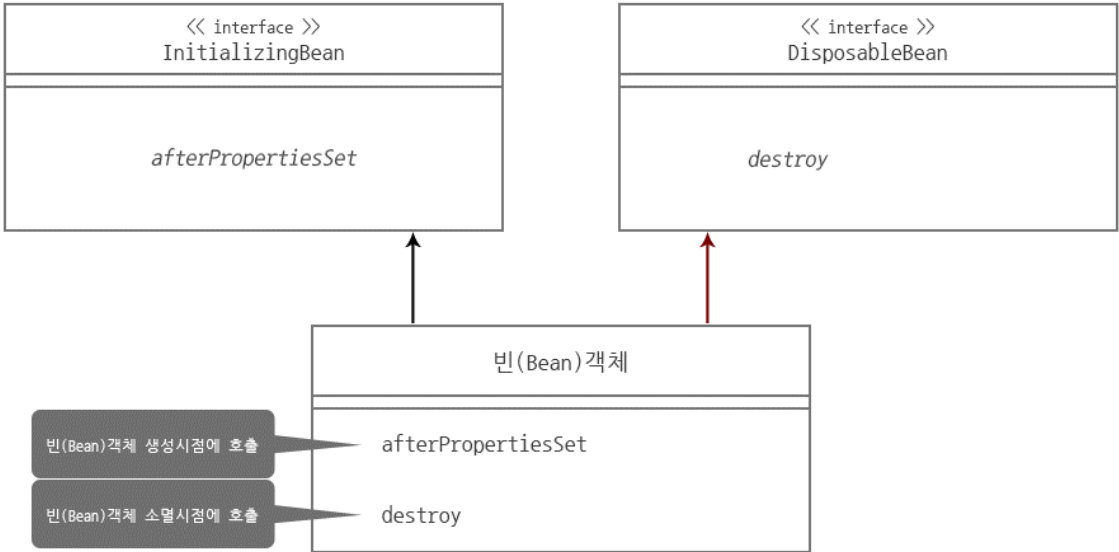 << interface >>
InitializingBean
afterPropertiesSet
<< interface >>
DisposableBean
destroy
빈(Bean)객체
빈(Bean)객체 생성시점에 호출
afterPropertiesSet
빈(Bean)객체 소멸시점에 호출
destroy